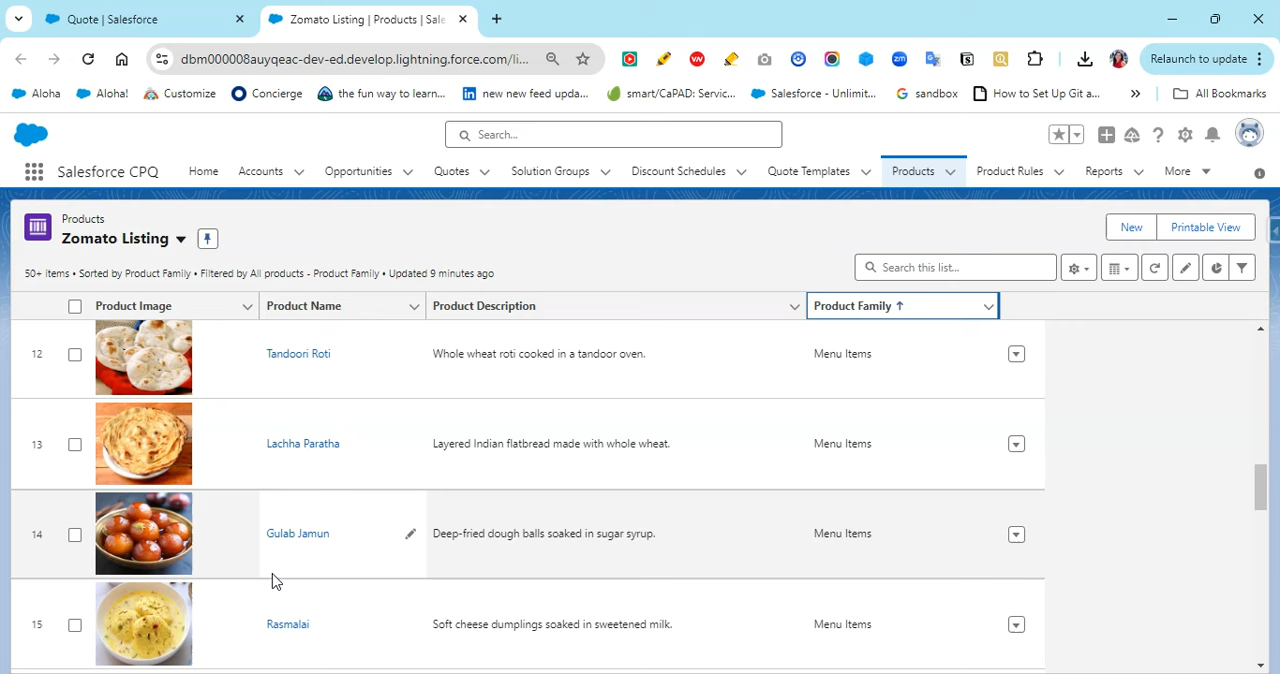 Quote | Salesforce
Zomato Listing | Products | Sale
dbm000008auyqeac-dev-ed.develop.lightning.force.com/li...
Relaunch to update
Aloha
Aloha!
Customize
Concierge
the fun way to learn...
new new feed upda...
smart/CaPAD: Servic...
Salesforce - Unlimit...
sandbox
How to Set Up Git a...
All Bookmarks
Search...
Salesforce CPQ
Home
Accounts
Opportunities
Quotes
Solution Groups
Discount Schedules
Quote Templates
Products
Product Rules
Reports
More
Products
Zomato Listing
New
Printable View
50+ items • Sorted by Product Family • Filtered by All products - Product Family • Updated 9 minutes ago
Search this list...
Product Image
Product Name
Product Description
Product Family ↑
12
Tandoori Roti
Whole wheat roti cooked in a tandoor oven.
Menu Items
13
Lachha Paratha
Layered Indian flatbread made with whole wheat.
Menu Items
14
Gulab Jamun
Deep-fried dough balls soaked in sugar syrup.
Menu Items
15
Rasmalai
Soft cheese dumplings soaked in sweetened milk.
Menu Items